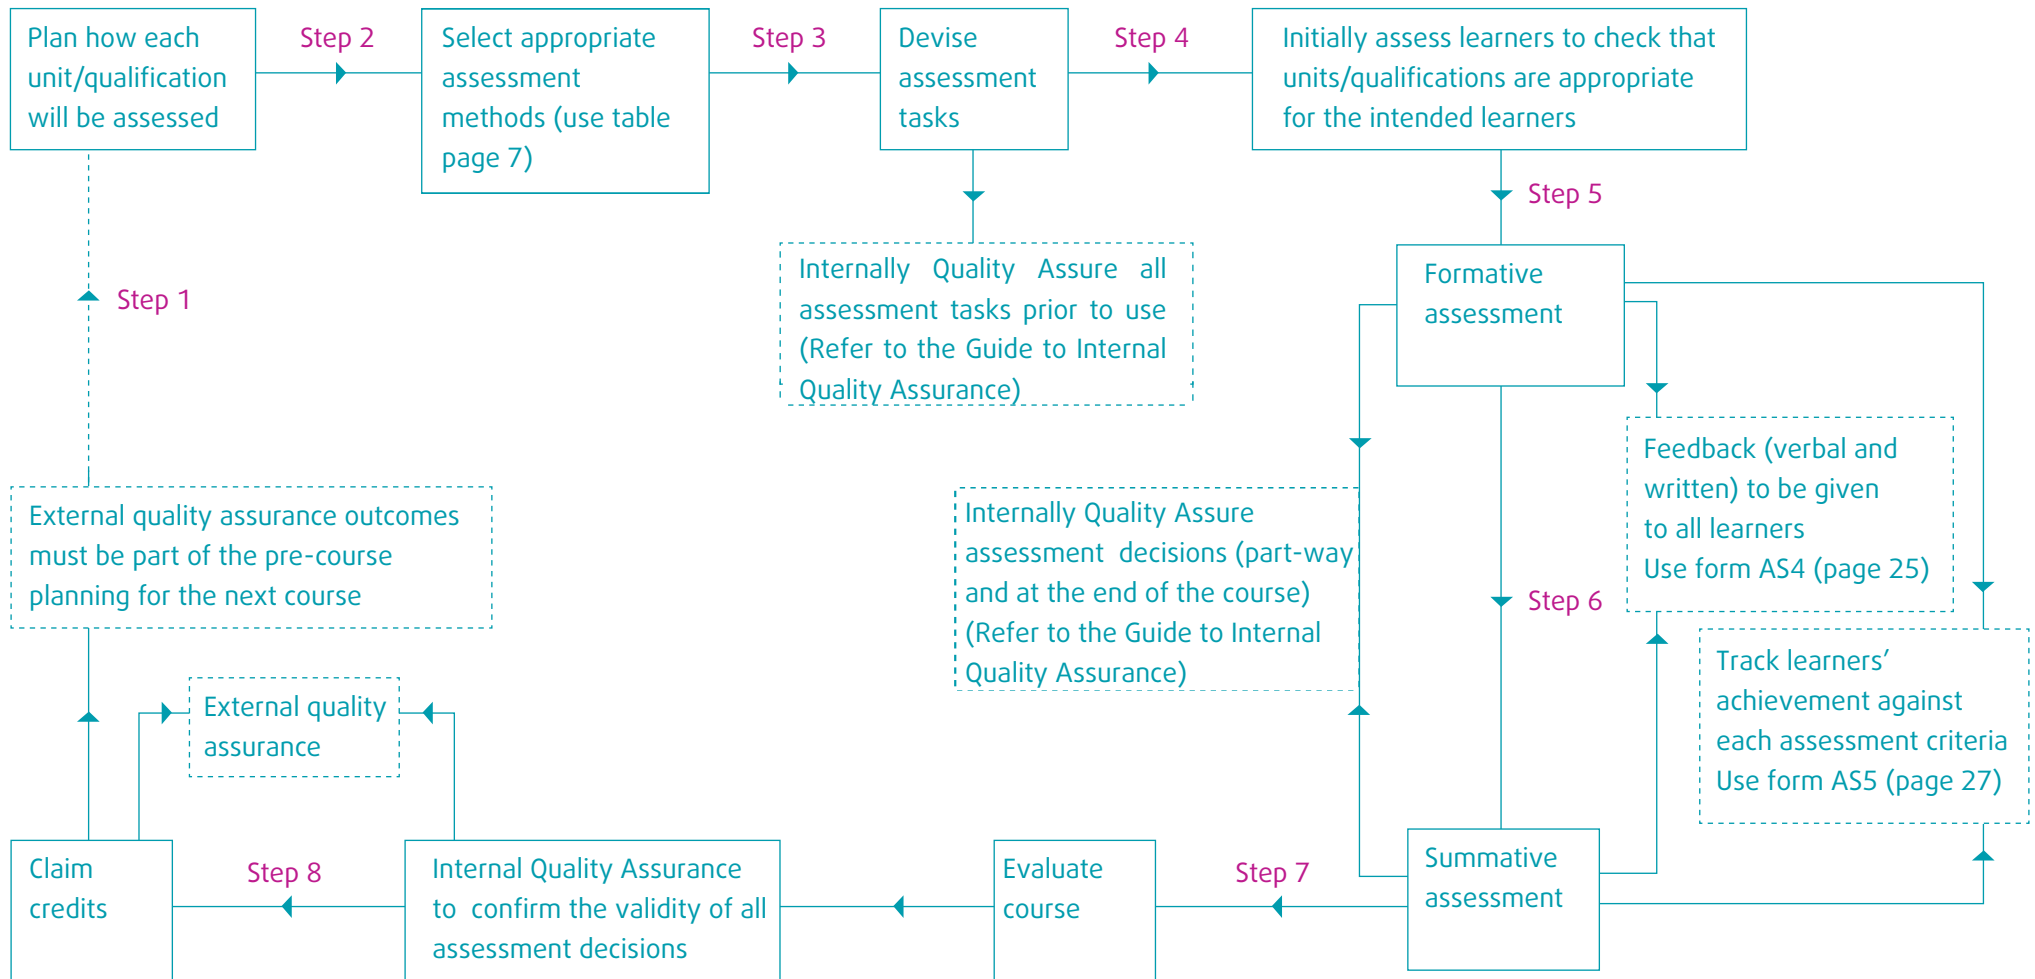 Plan how each
unit/qualification
will be assessed
Step 2
Select appropriate
assessment
methods (use table
page 7)
Step 3
Devise
assessment
tasks
Step 4
Initially assess learners to check that
units/qualifications are appropriate
for the intended learners
Step 5
Step 1
Internally Quality Assure all
assessment tasks prior to use
(Refer to the Guide to Internal
Quality Assurance)
Formative
assessment
Feedback (verbal and
written) to be given
to all learners
Use form AS4 (page 25)
External quality assurance outcomes
must be part of the pre-course
planning for the next course
Internally Quality Assure
assessment decisions (part-way
and at the end of the course)
(Refer to the Guide to Internal
Quality Assurance)
Step 6
Track learners’
achievement against
each assessment criteria
Use form AS5 (page 27)
External quality
assurance
Claim
credits
Step 8
Internal Quality Assurance
to confirm the validity of all
assessment decisions
Evaluate
course
Step 7
Summative
assessment